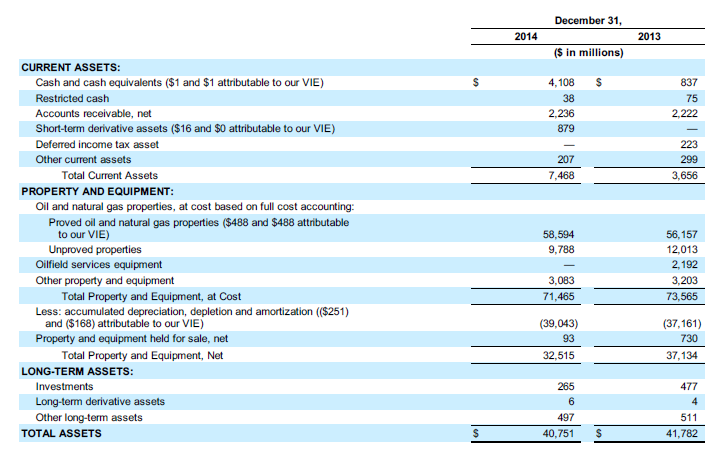 December 31,
2014 2013
($ in millions)
CURRENT ASSETS:
Cash and cash equivalents ($1 and $1 attributable to our VIE) $ 4,108 $ 837
Restricted cash 38 75
Accounts receivable, net 2,236 2,222
Short-term derivative assets ($16 and $0 attributable to our VIE) 879 —
Deferred income tax asset — 223
Other current assets 207 299
Total Current Assets 7,468 3,656
PROPERTY AND EQUIPMENT:
Oil and natural gas properties, at cost based on full cost accounting:
Proved oil and natural gas properties ($488 and $488 attributable
to our VIE) 58,594 56,157
Unproved properties 9,788 12,013
Oilfield services equipment — 2,192
Other property and equipment 3,083 3,203
Total Property and Equipment, at Cost 71,465 73,565
Less: accumulated depreciation, depletion and amortization (($251)
and ($168) attributable to our VIE) (39,043) (37,161)
Property and equipment held for sale, net 93 730
Total Property and Equipment, Net 32,515 37,134
LONG-TERM ASSETS:
Investments 265 477
Long-term derivative assets 6 4
Other long-term assets 497 511
TOTAL ASSETS $ 40,751 $ 41,782